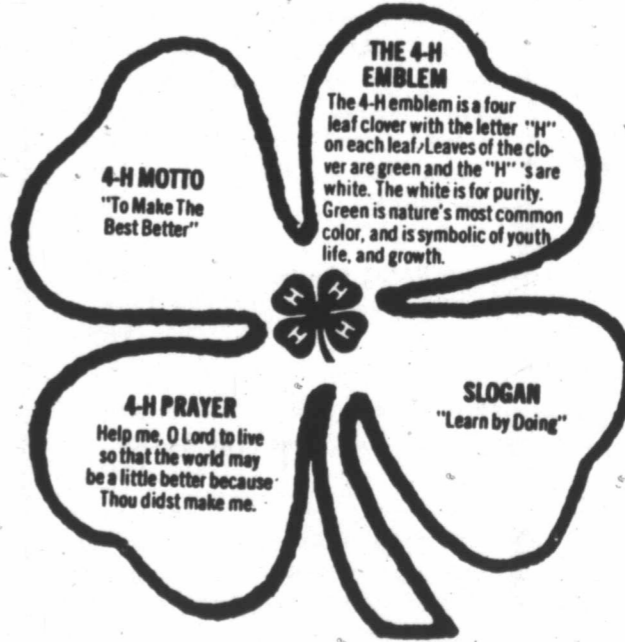 THE 4-H
EMBLEM
The 4-H emblem is a four
leaf clover with the letter "H"
on each leaf. Leaves of the clo-
ver are green and the "H" 's are
white. The white is for purity.
Green is nature's most common
color, and is symbolic of youth,
life, and growth.
4-H MOTTO
"To Make The
Best Better"
H H
H H
4-H PRAYER
Help me, O Lord to live
so that the world may
be a little better because
Thou didst make me.
SLOGAN
"Learn by Doing"